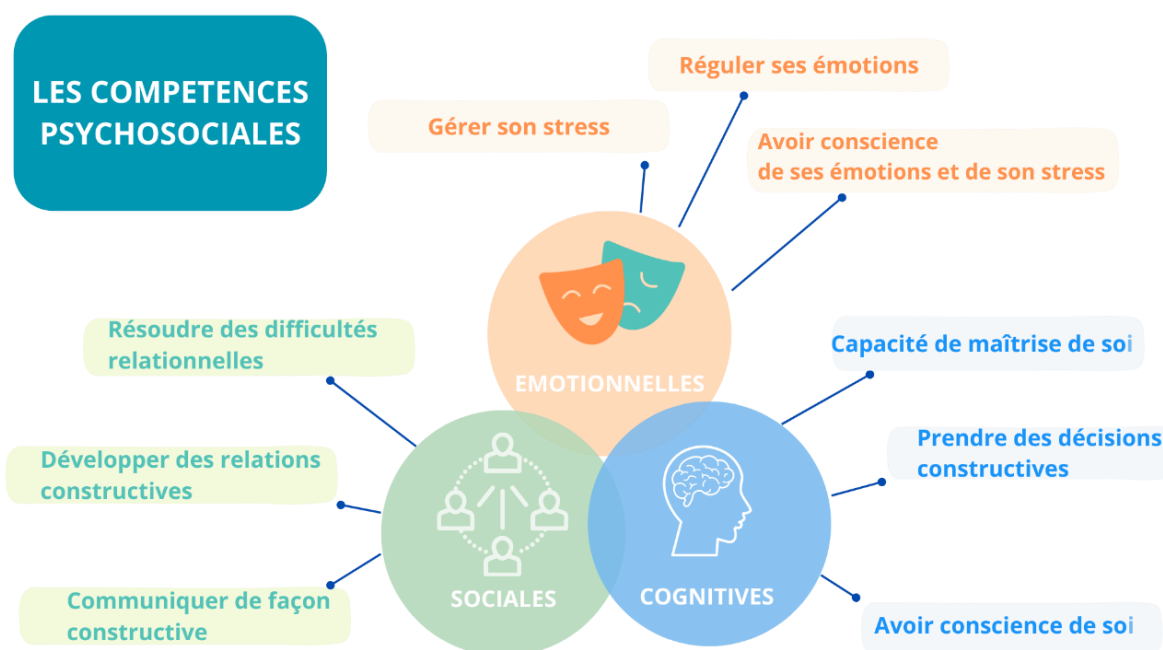 LES COMPETENCES
PSYCHOSOCIALES
Réguler ses émotions
Gérer son stress
Avoir conscience
de ses émotions et de son stress
EMOTIONNELLES
Résoudre des difficultés
relationnelles
Développer des relations
constructives
Communiquer de façon
constructive
SOCIALES
Capacité de maîtrise de soi
Prendre des décisions
constructives
Avoir conscience de soi
COGNITIVES